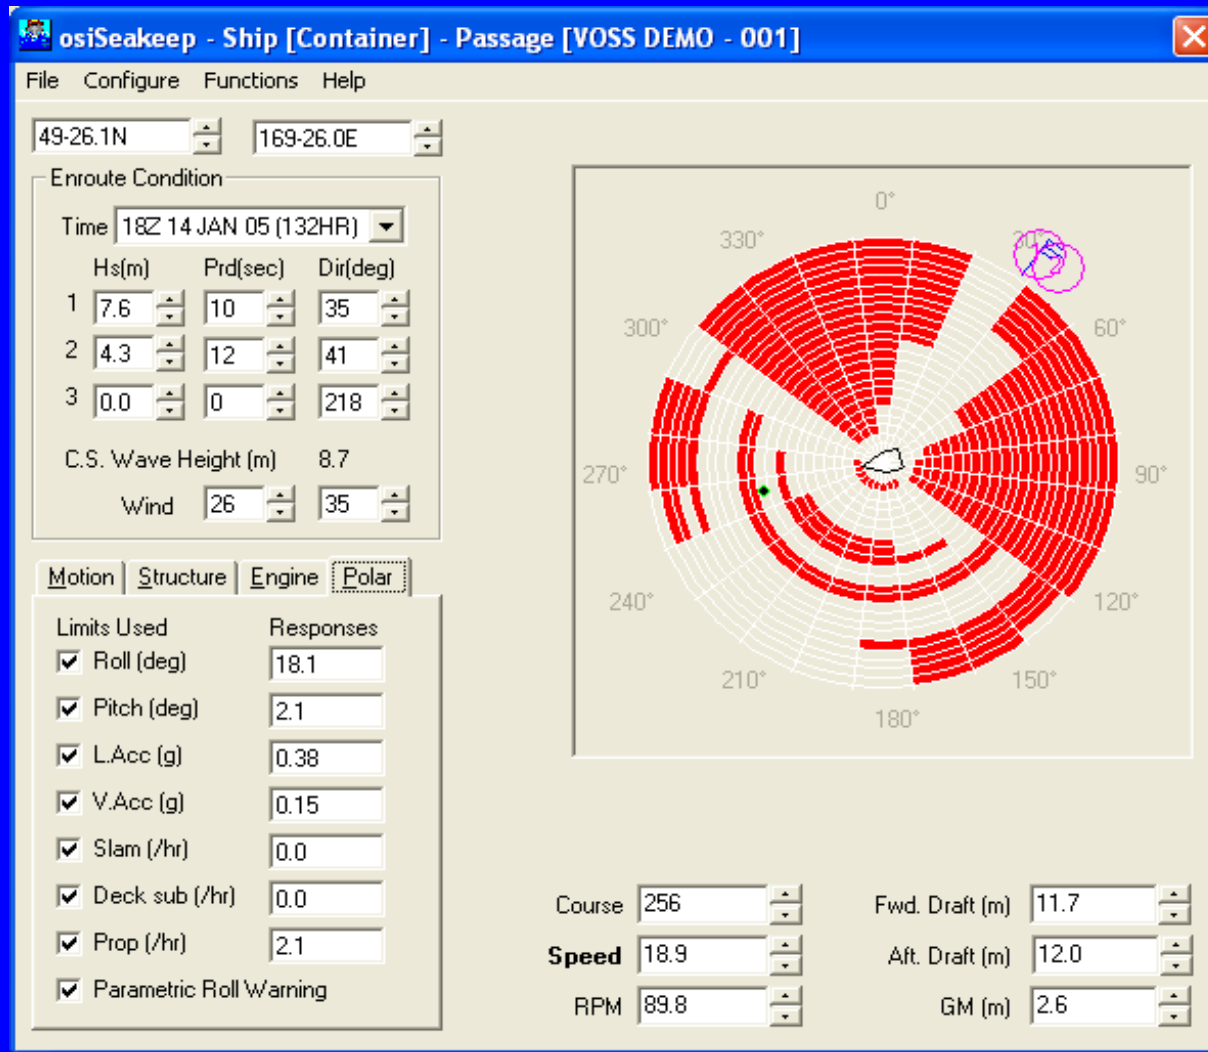 osiSeakeep - Ship [Container] - Passage [VOSS DEMO - 001]
File Configure Functions Help
49-26.1N 169-26.0E
Enroute Condition
Time 18Z 14 JAN 05 (132HR)
Hs(m) Prd(sec) Dir(deg)
1 7.6 10 35
2 4.3 12 41
3 0.0 0 218
C.S. Wave Height (m) 8.7
Wind 26 35
Motion Structure Engine Polar
Limits Used Responses
Roll (deg) 18.1
Pitch (deg) 2.1
L.Acc (g) 0.38
V.Acc (g) 0.15
Slam (/hr) 0.0
Deck sub (/hr) 0.0
Prop (/hr) 2.1
Parametric Roll Warning
0°
330° 30°
300° 60°
270° 90°
240° 120°
210° 150°
180°
Course 256 Fwd. Draft (m) 11.7
Speed 18.9 Aft. Draft (m) 12.0
RPM 89.8 GM (m) 2.6